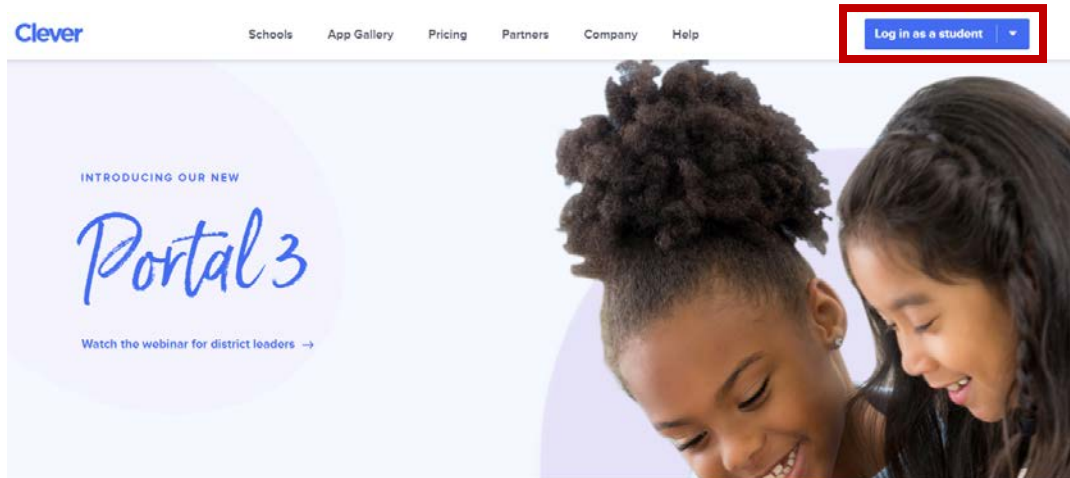 Clever
Schools App Gallery Pricing Partners Company Help
Log in as a student
INTRODUCING OUR NEW
Portal 3
Watch the webinar for district leaders →